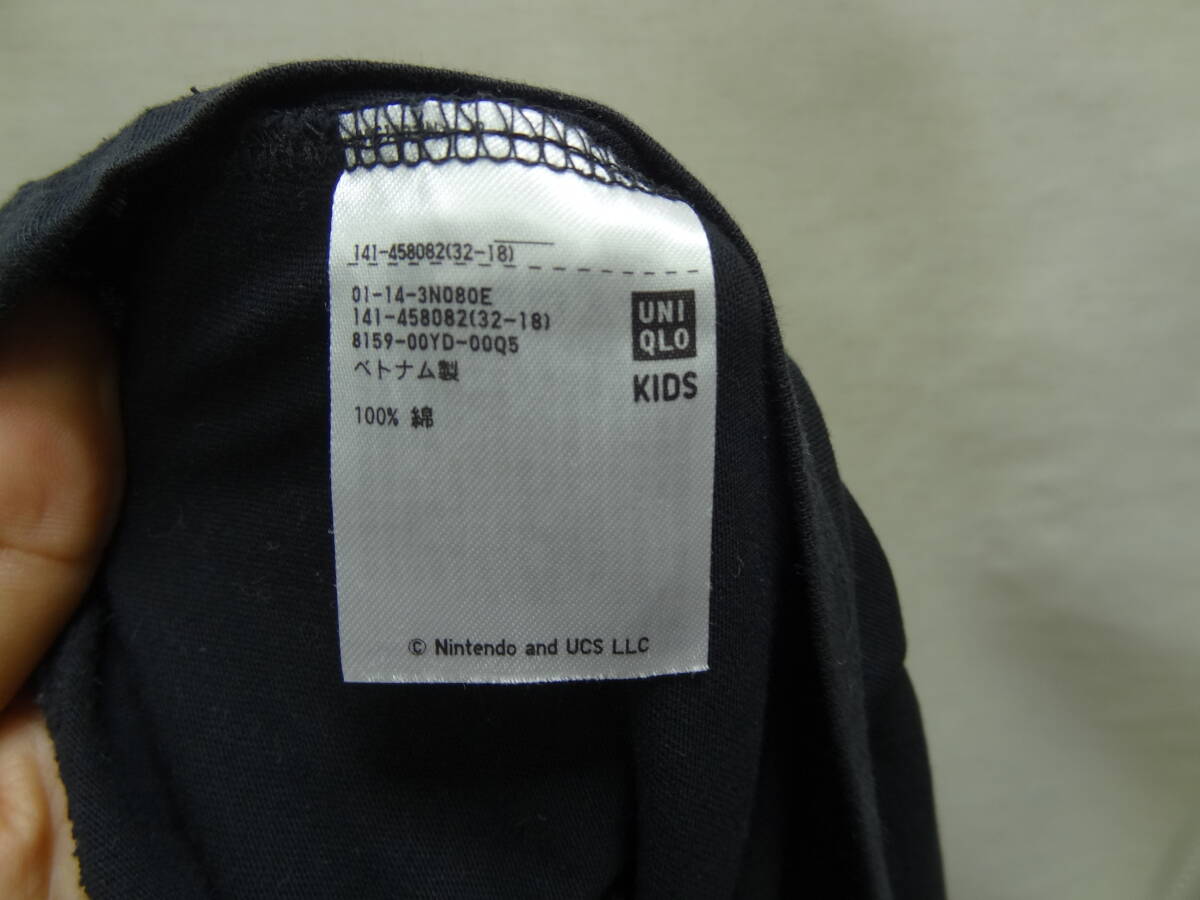 141-458082(32-18)
01-14-3N080E
141-458082(32-18)
8159-00YD-00Q5
ベトナム製
100% 綿
UNI
QLO
KIDS
© Nintendo and UCS LLC